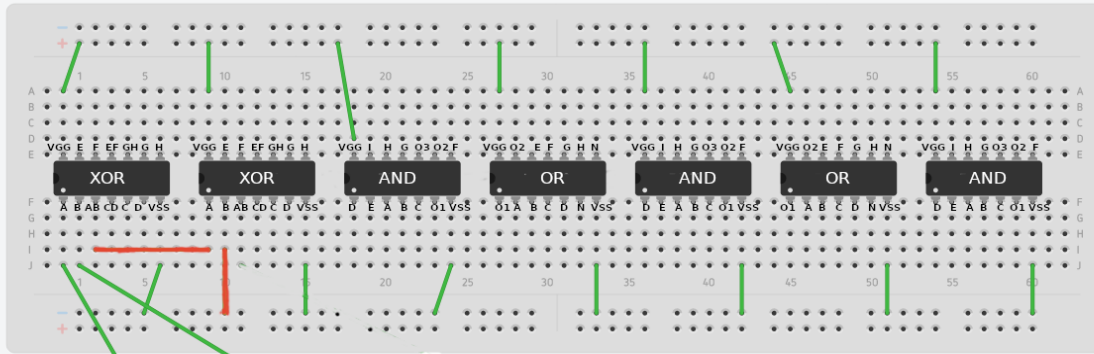 −
+
1 5 10 15 20 25 30 35 40 45 50 55 60
A A
B B
C C
D D
VGG E F EF GH G H VGG E F EF GH G H VGG I H G O3 O2 F VGG O2 E F G H N VGG I H G O3 O2 F VGG O2 E F G H N VGG I H G O3 O2 F
E E
XOR XOR AND OR AND OR AND
A B AB CD C D VSS A B AB CD C D VSS D E A B C O1 VSS O1 A B C D N VSS D E A B C O1 VSS O1 A B C D N VSS D E A B C O1 VSS
F F
G G
H H
I I
J J
1 5 20 25 30 35 40 45 50 55 60
−
+